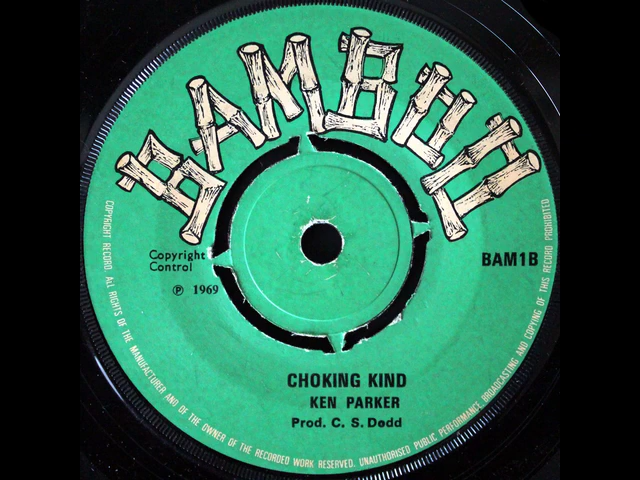 BAMBOO
Copyright
Control
℗ 1969
BAM1B
CHOKING KIND
KEN PARKER
Prod. C. S. Dodd
COPYRIGHT RECORD. ALL RIGHTS OF THE MANUFACTURER AND OF THE OWNER OF THE RECORDED WORK RESERVED. UNAUTHORISED PUBLIC PERFORMANCE, BROADCASTING AND COPYING OF THIS RECORD PROHIBITED